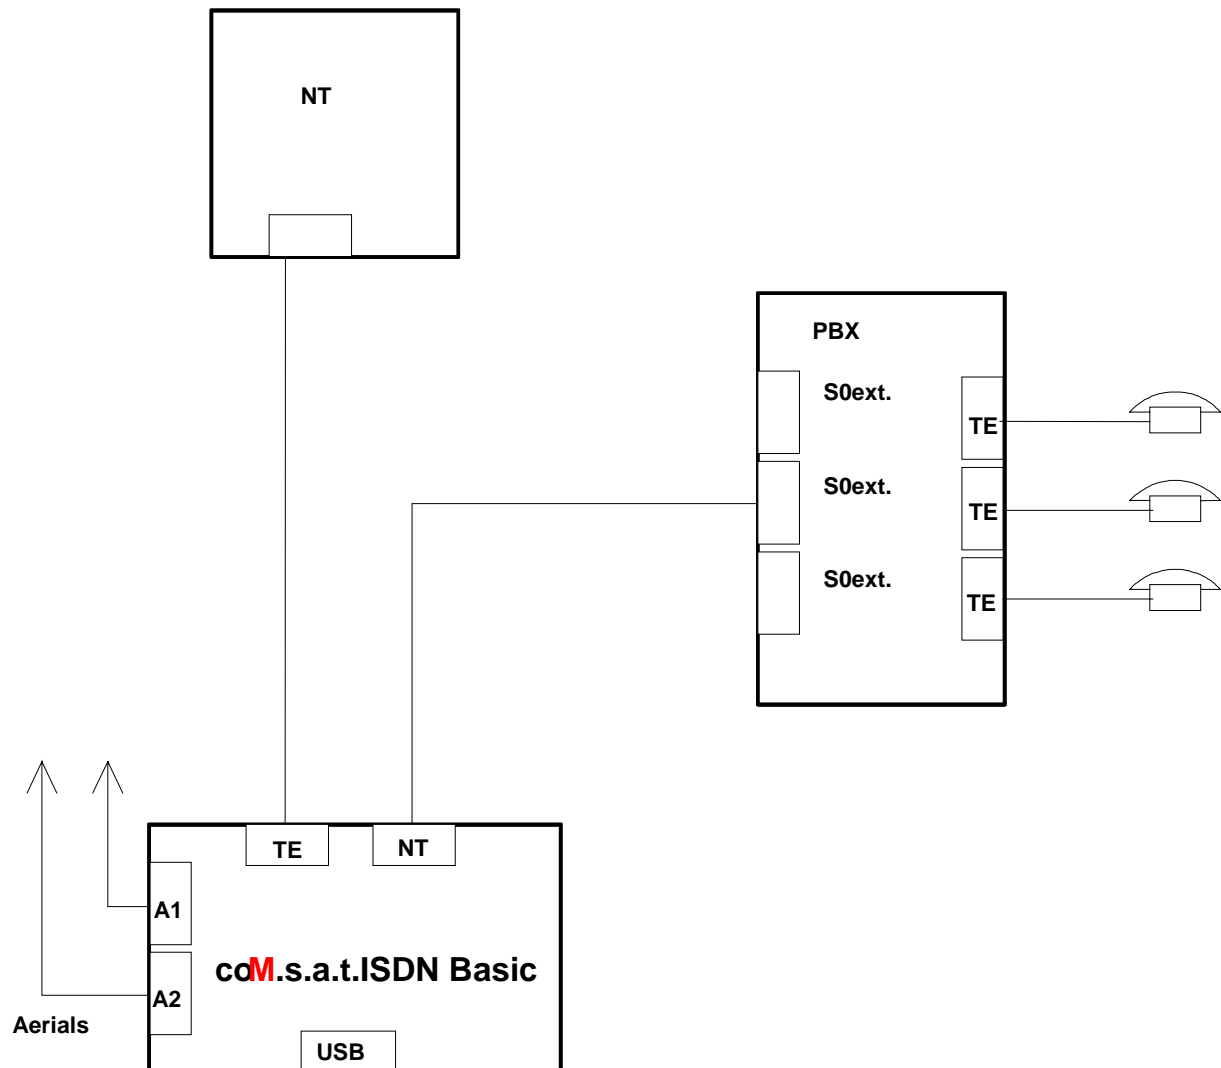 NT
PBX
S0ext.
TE
S0ext.
TE
S0ext.
TE
TE
NT
A1
coM.s.a.t.ISDN Basic
A2
Aerials
USB